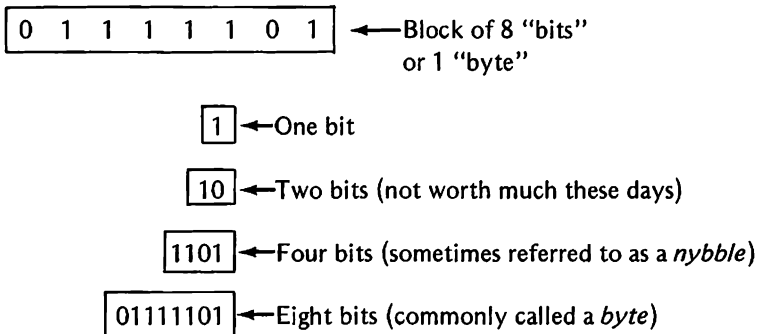 0 1 1 1 1 1 0 1 Block of 8 “bits”
or 1 “byte”
1 One bit
10 Two bits (not worth much these days)
1101 Four bits (sometimes referred to as a nybble)
01111101 Eight bits (commonly called a byte)